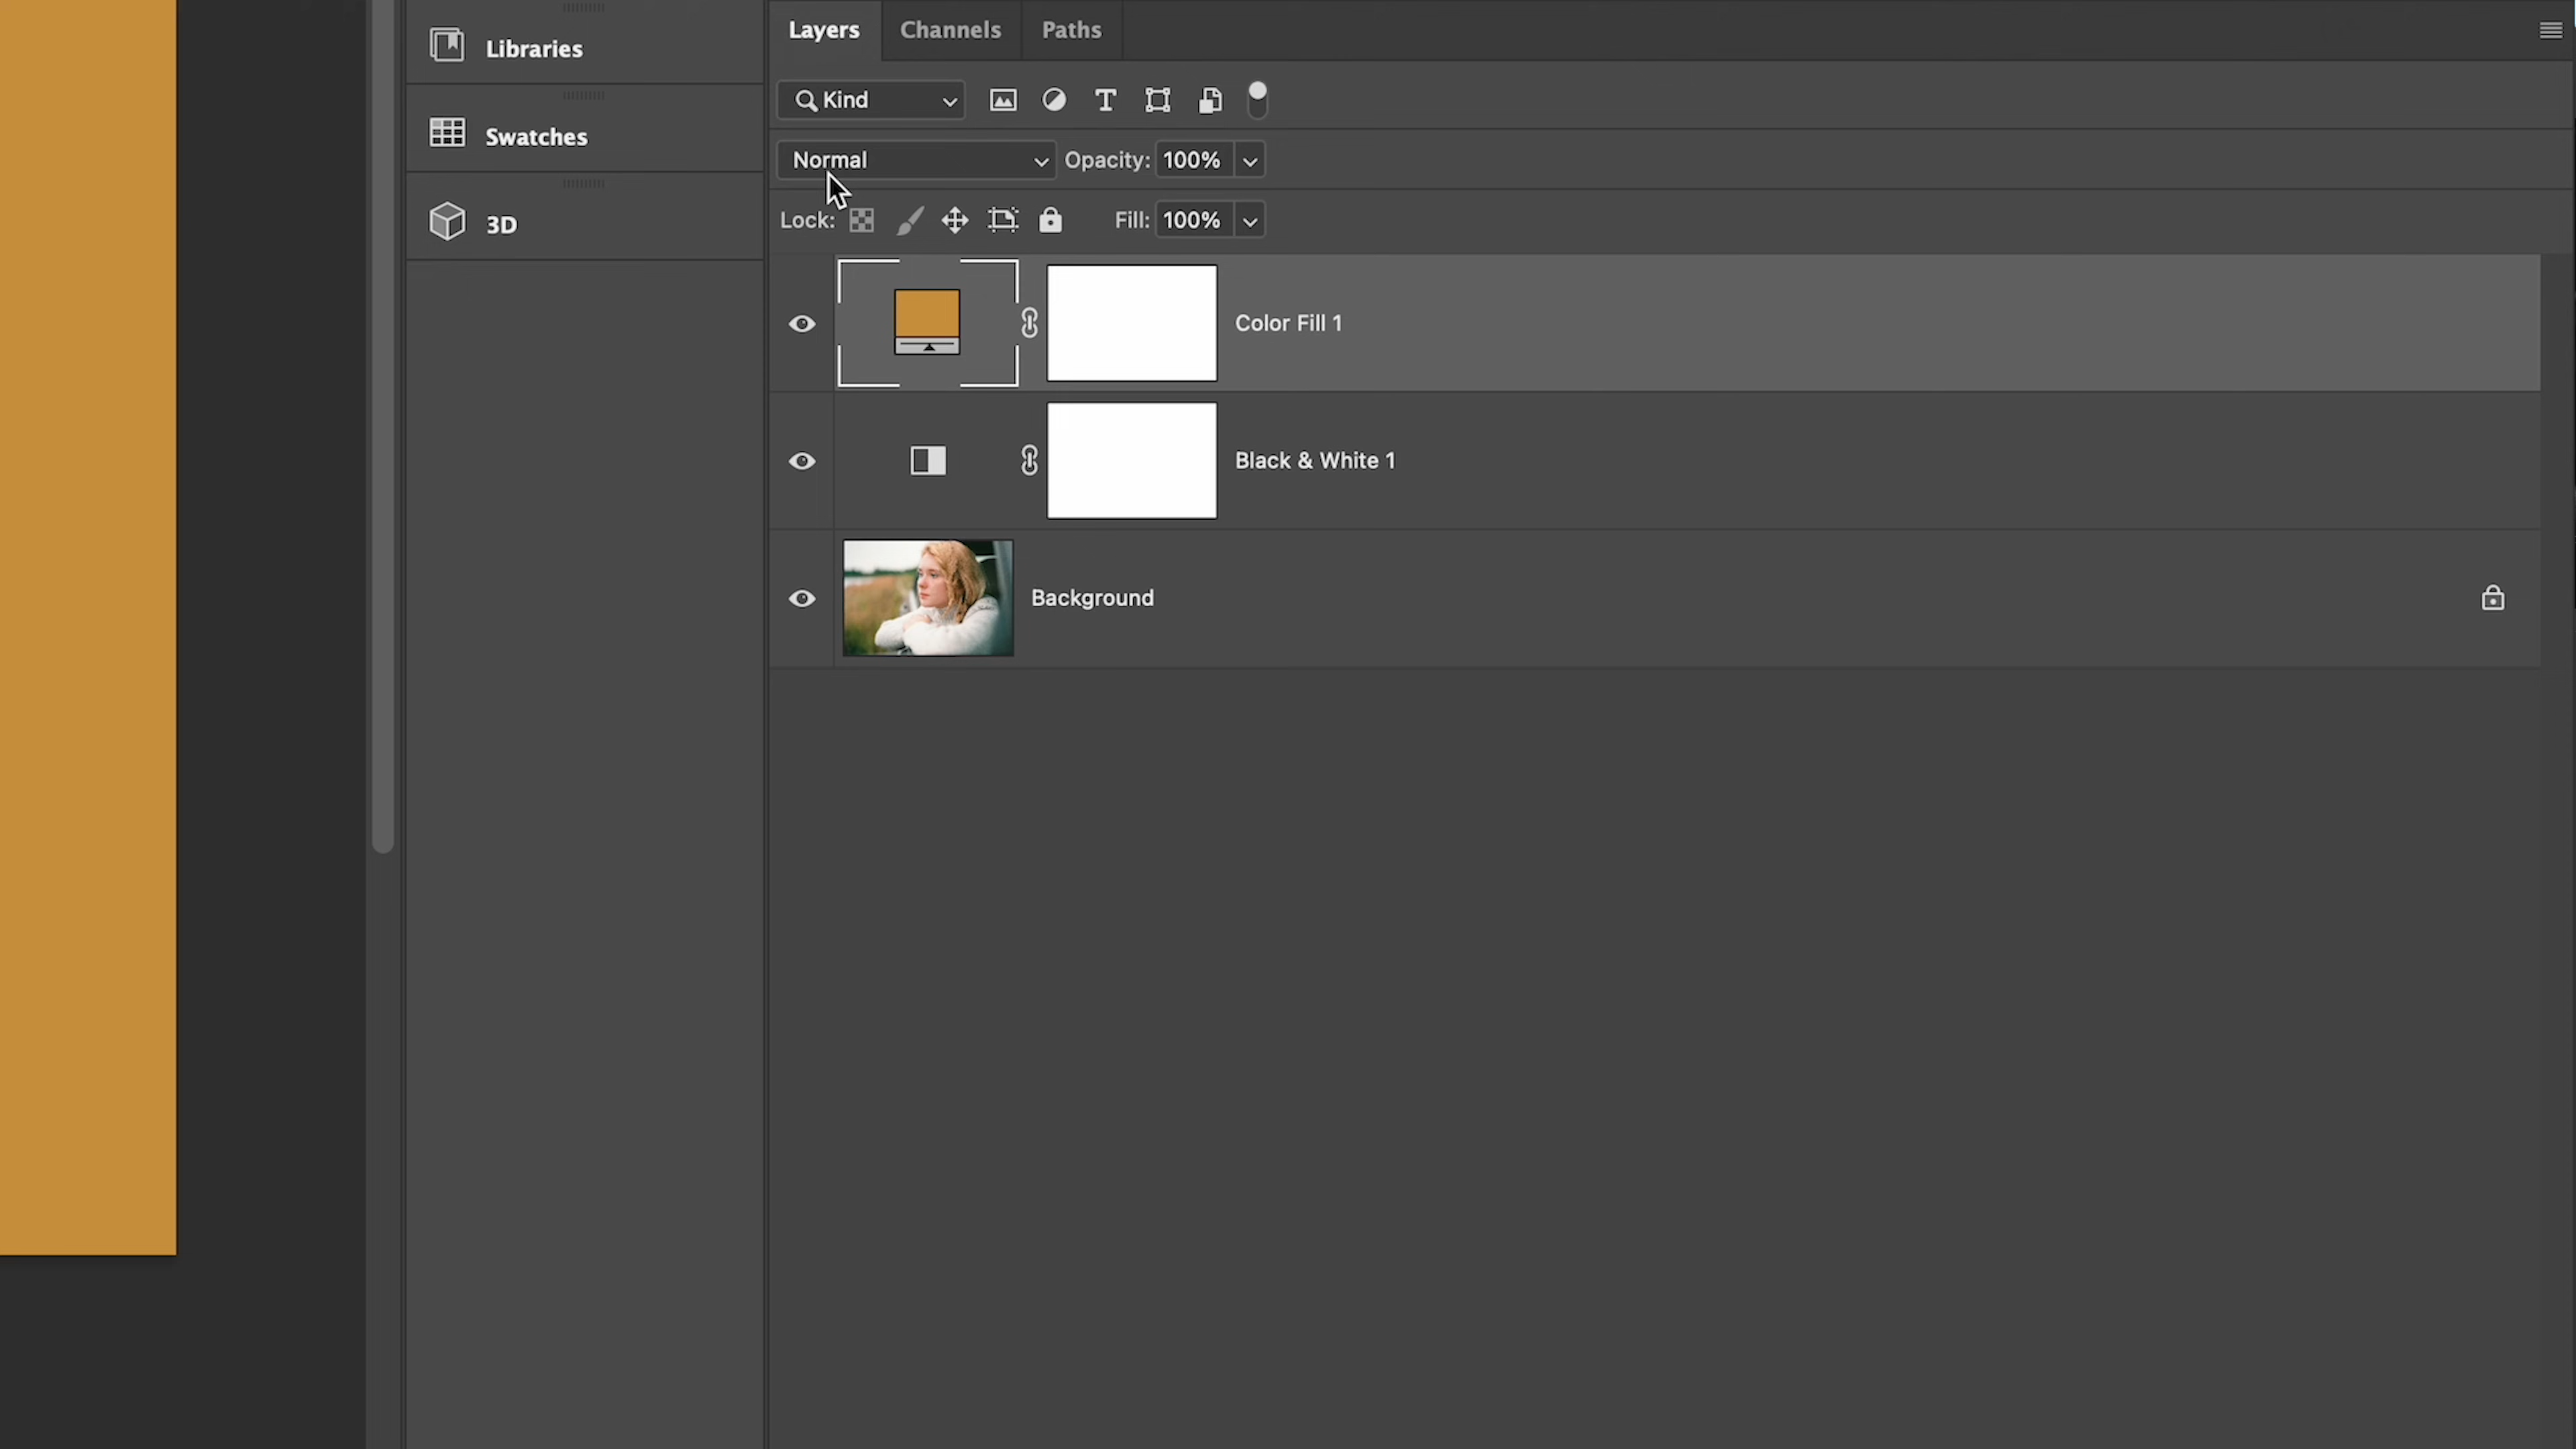 Libraries
Swatches
3D
Layers Channels Paths
Kind
Normal Opacity: 100%
Lock: Fill: 100%
Color Fill 1
Black & White 1
Background